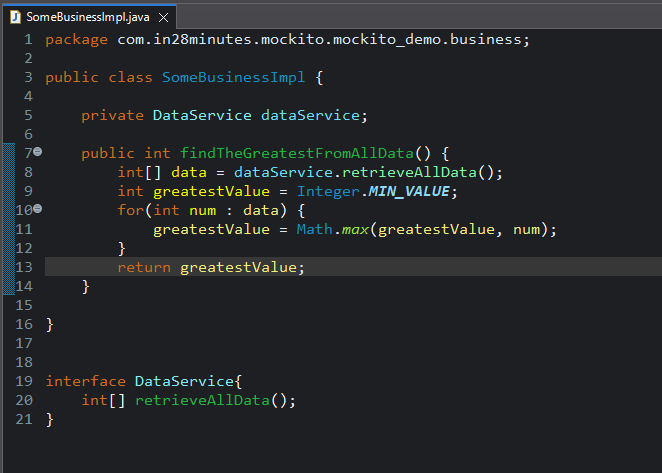 SomeBusinessImpl.java
1 package com.in28minutes.mockito.mockito_demo.business;
2
3 public class SomeBusinessImpl {
4
5     private DataService dataService;
6
7     public int findTheGreatestFromAllData() {
8         int[] data = dataService.retrieveAllData();
9         int greatestValue = Integer.MIN_VALUE;
10         for(int num : data) {
11             greatestValue = Math.max(greatestValue, num);
12         }
13         return greatestValue;
14     }
15
16 }
17
18
19 interface DataService{
20     int[] retrieveAllData();
21 }